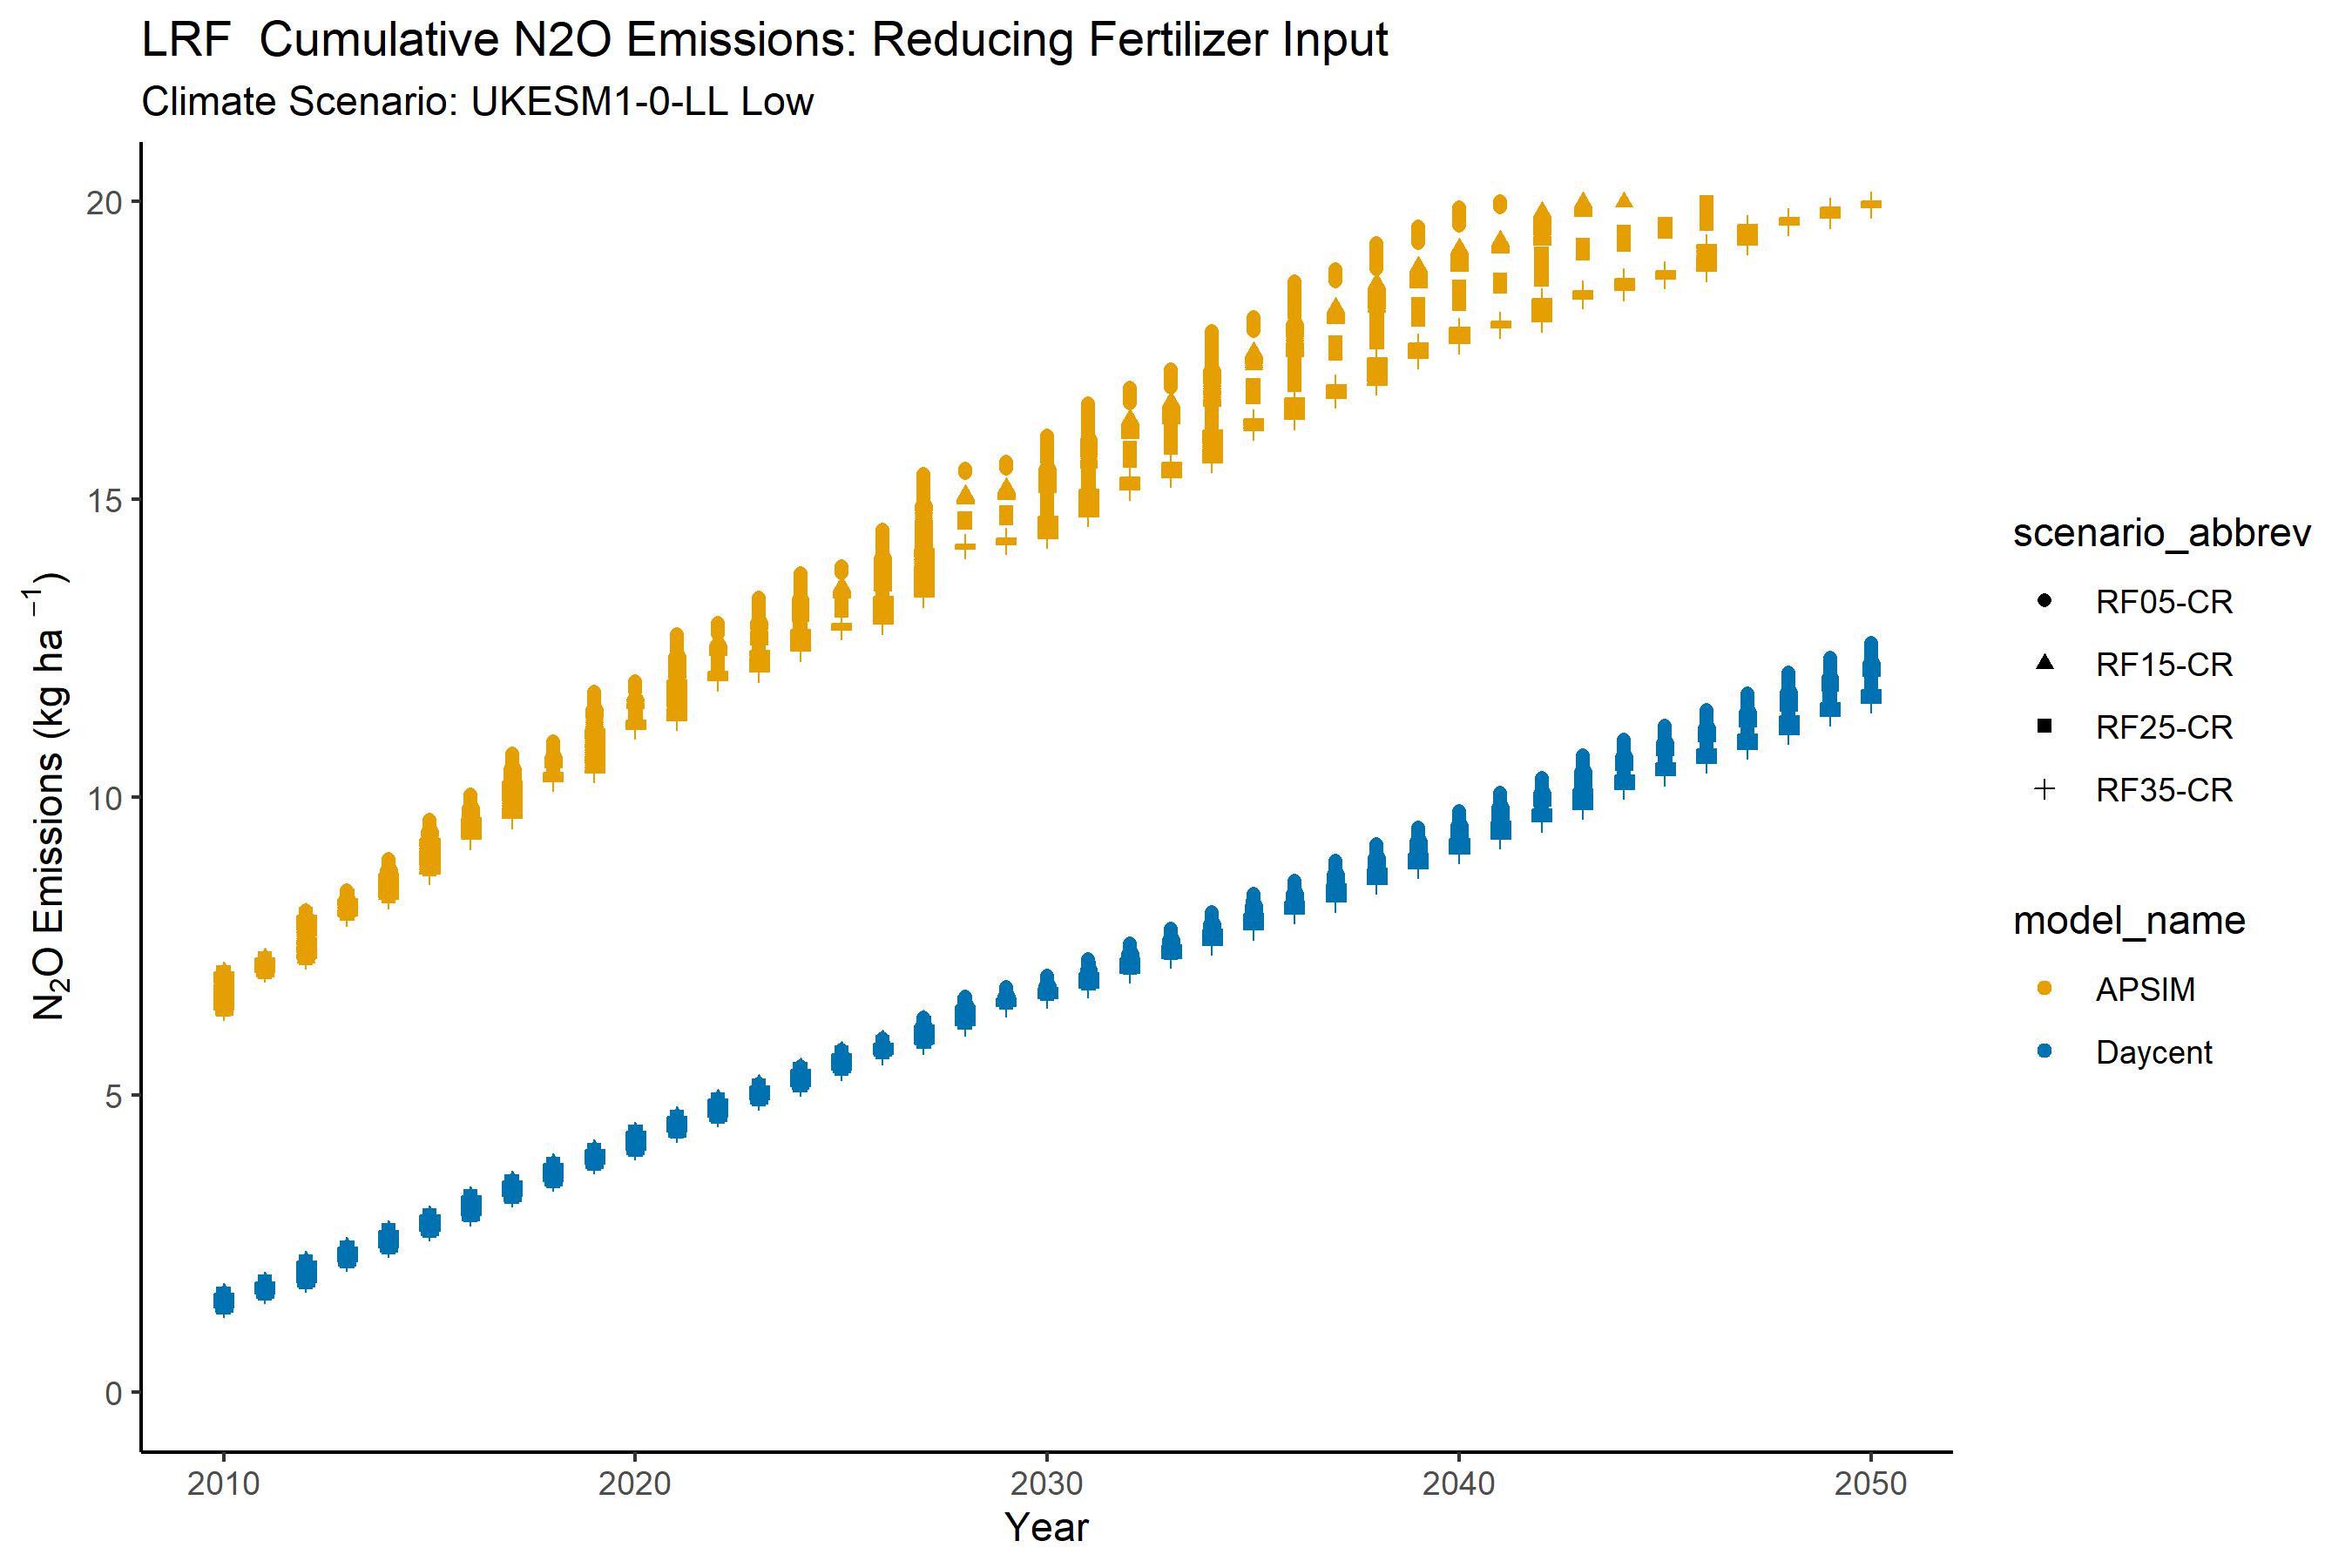 LRF  Cumulative N2O Emissions: Reducing Fertilizer Input
Climate Scenario: UKESM1-0-LL Low
N₂O Emissions (kg ha ⁻¹)
20
15
10
5
0
2010
2020
2030
2040
2050
Year
scenario_abbrev
RF05-CR
RF15-CR
RF25-CR
RF35-CR
model_name
APSIM
Daycent